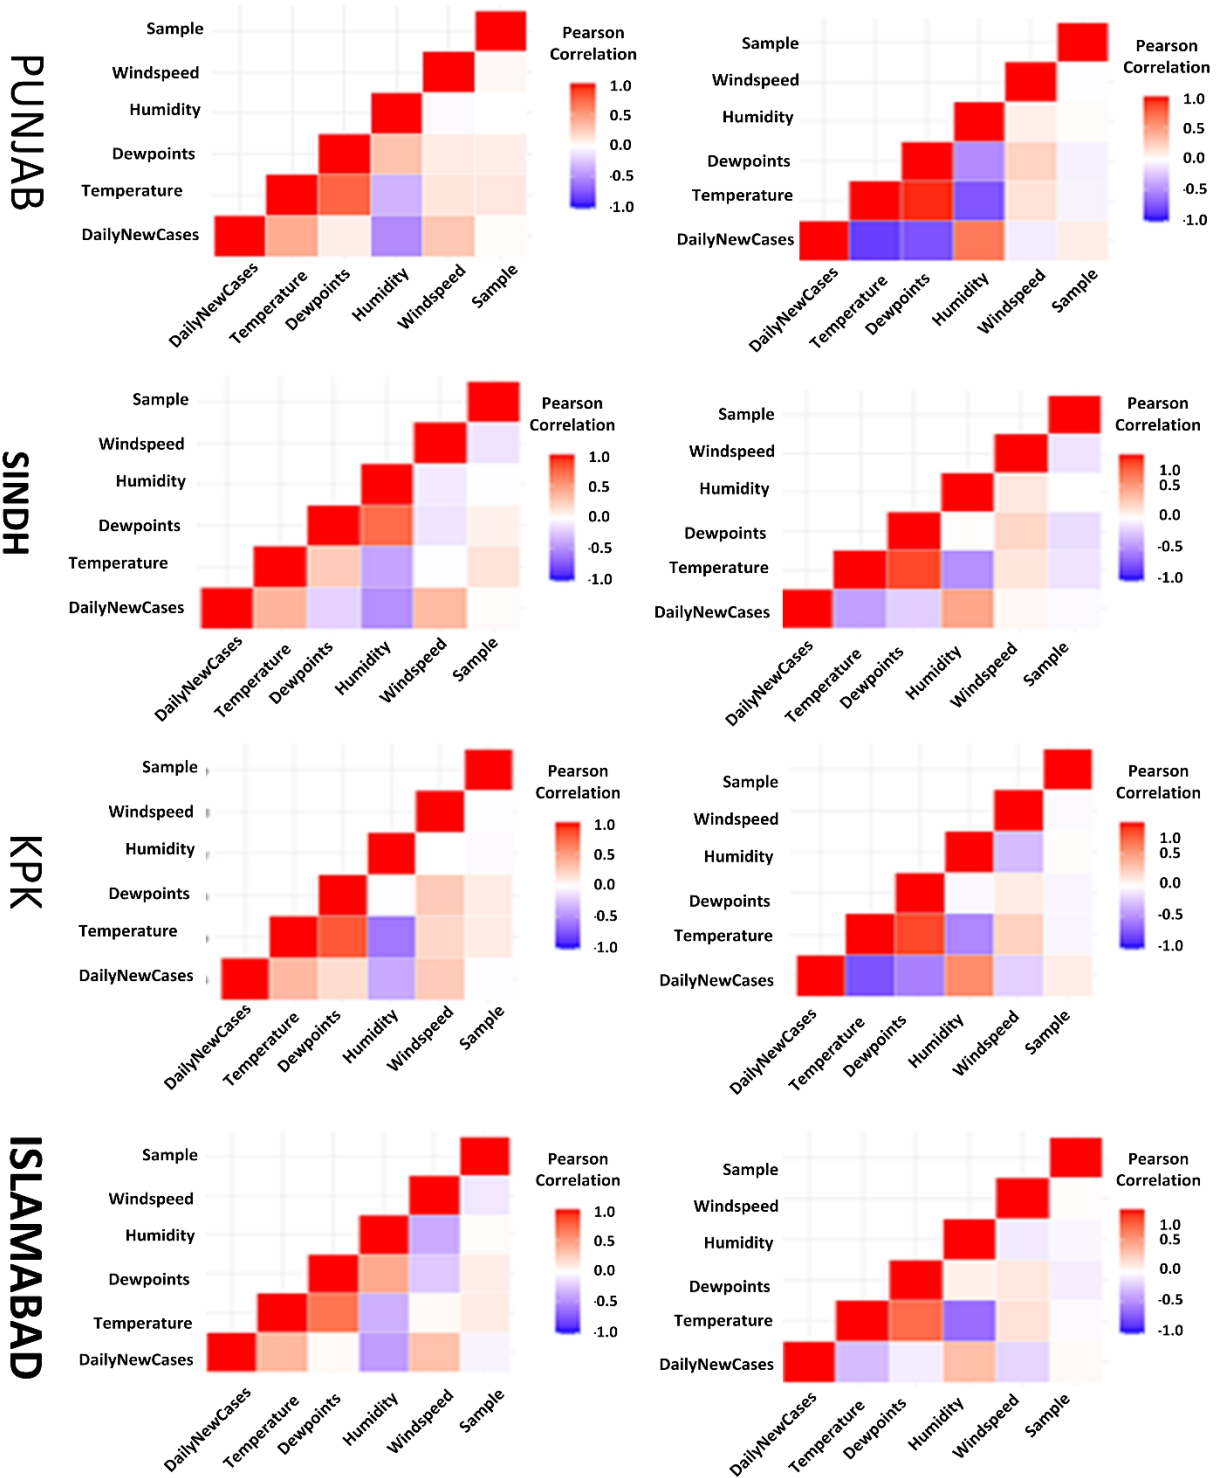 PUNJAB
Sample
Windspeed
Humidity
Dewpoints
Temperature
DailyNewCases
DailyNewCases
Temperature
Dewpoints
Humidity
Windspeed
Sample
Pearson
Correlation
1.0
0.5
0.0
-0.5
-1.0
Sample
Windspeed
Humidity
Dewpoints
Temperature
DailyNewCases
DailyNewCases
Temperature
Dewpoints
Humidity
Windspeed
Sample
Pearson
Correlation
1.0
0.5
0.0
-0.5
-1.0
SINDH
Sample
Windspeed
Humidity
Dewpoints
Temperature
DailyNewCases
DailyNewCases
Temperature
Dewpoints
Humidity
Windspeed
Sample
Pearson
Correlation
1.0
0.5
0.0
-0.5
-1.0
Sample
Windspeed
Humidity
Dewpoints
Temperature
DailyNewCases
DailyNewCases
Temperature
Dewpoints
Humidity
Windspeed
Sample
Pearson
Correlation
1.0
0.5
0.0
-0.5
-1.0
KPK
Sample
Windspeed
Humidity
Dewpoints
Temperature
DailyNewCases
DailyNewCases
Temperature
Dewpoints
Humidity
Windspeed
Sample
Pearson
Correlation
1.0
0.5
0.0
-0.5
-1.0
Sample
Windspeed
Humidity
Dewpoints
Temperature
DailyNewCases
DailyNewCases
Temperature
Dewpoints
Humidity
Windspeed
Sample
Pearson
Correlation
1.0
0.5
0.0
-0.5
-1.0
ISLAMABAD
Sample
Windspeed
Humidity
Dewpoints
Temperature
DailyNewCases
DailyNewCases
Temperature
Dewpoints
Humidity
Windspeed
Sample
Pearson
Correlation
1.0
0.5
0.0
-0.5
-1.0
Sample
Windspeed
Humidity
Dewpoints
Temperature
DailyNewCases
DailyNewCases
Temperature
Dewpoints
Humidity
Windspeed
Sample
Pearson
Correlation
1.0
0.5
0.0
-0.5
-1.0